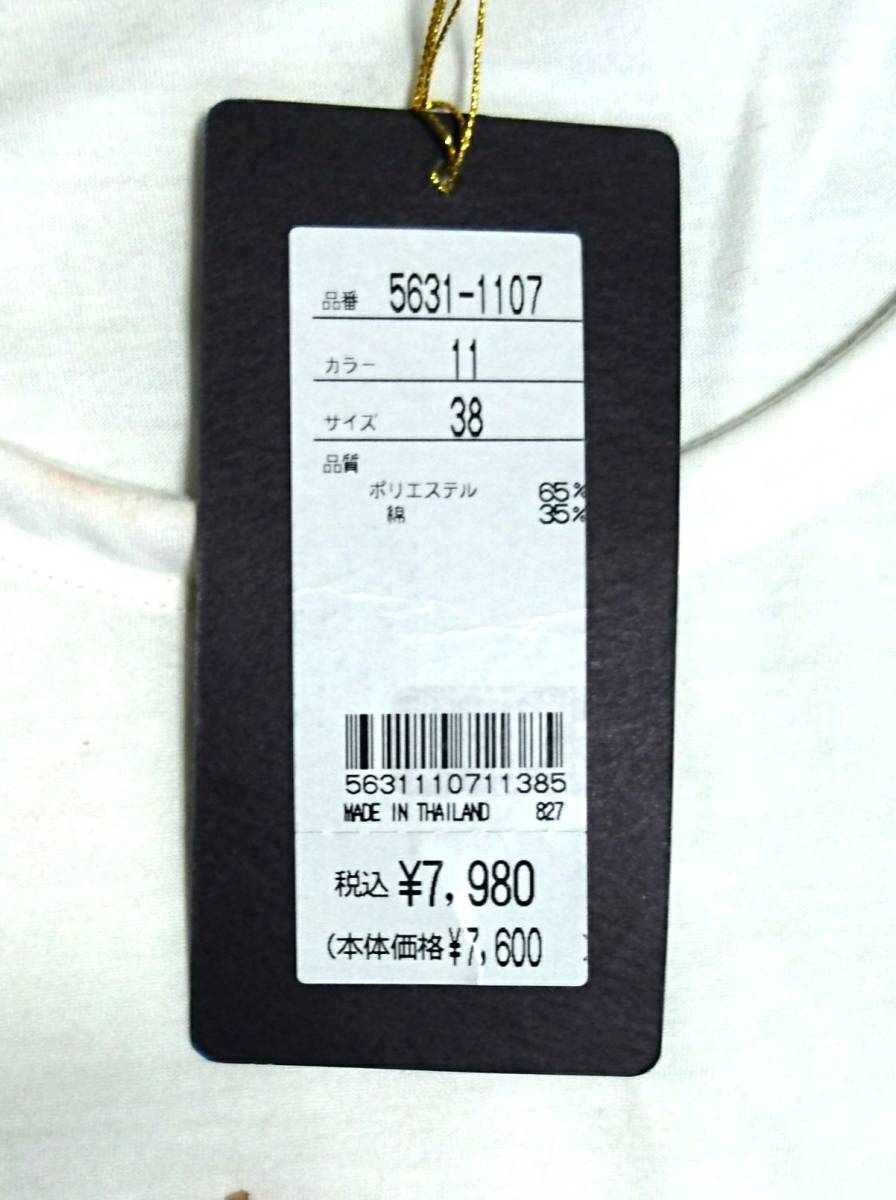 品番 5631-1107
カラー 11
サイズ 38
品質
ポリエステル 65%
綿 35%
5631110711385
MADE IN THAILAND 827
税込 ¥7,980
(本体価格¥7,600 )